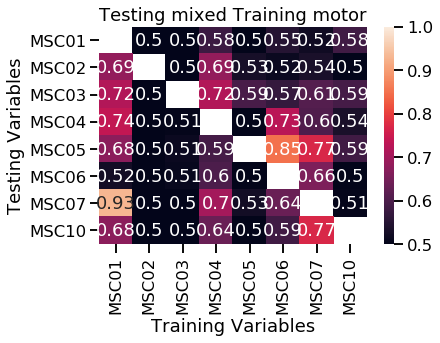 Testing mixed Training motor
Testing Variables
MSC01 0.5 0.5 0.58 0.5 0.55 0.52 0.58
MSC02 0.69 0.5 0.69 0.53 0.52 0.54 0.5
MSC03 0.72 0.5 0.72 0.59 0.57 0.61 0.59
MSC04 0.74 0.5 0.51 0.5 0.73 0.6 0.54
MSC05 0.68 0.5 0.51 0.59 0.85 0.77 0.59
MSC06 0.52 0.5 0.51 0.6 0.5 0.66 0.5
MSC07 0.93 0.5 0.5 0.7 0.53 0.64 0.51
MSC10 0.68 0.5 0.5 0.64 0.5 0.59 0.77
MSC01 MSC02 MSC03 MSC04 MSC05 MSC06 MSC07 MSC10
Training Variables
1.0
0.9
0.8
0.7
0.6
0.5